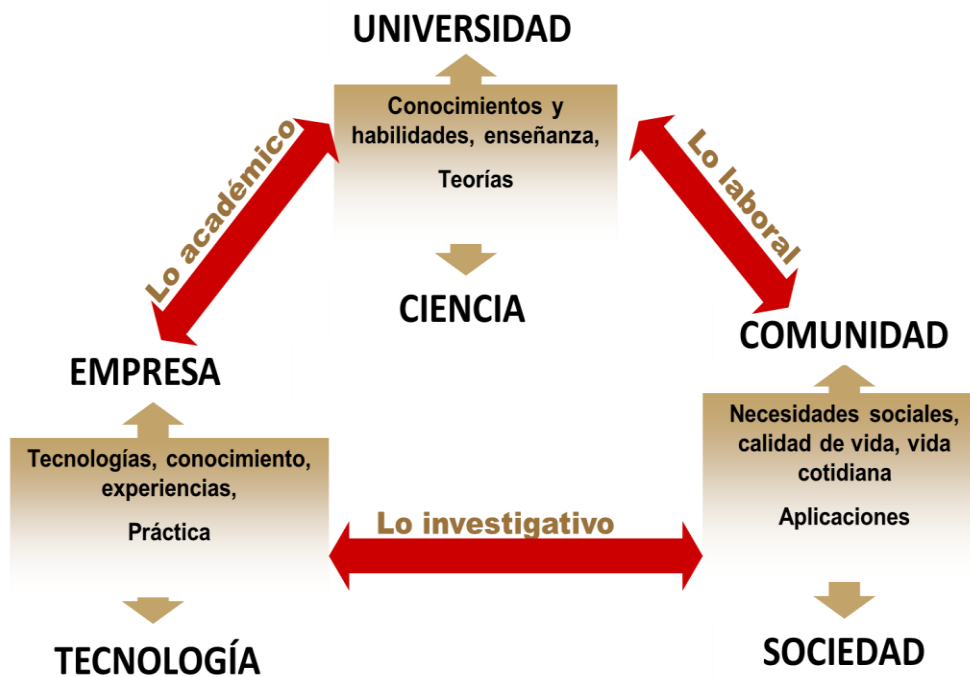 UNIVERSIDAD
Conocimientos y
habilidades, enseñanza,
Teorías
Lo académico
Lo laboral
CIENCIA
EMPRESA
COMUNIDAD
Tecnologías, conocimiento,
experiencias,
Práctica
Necesidades sociales,
calidad de vida, vida
cotidiana
Aplicaciones
Lo investigativo
TECNOLOGÍA
SOCIEDAD